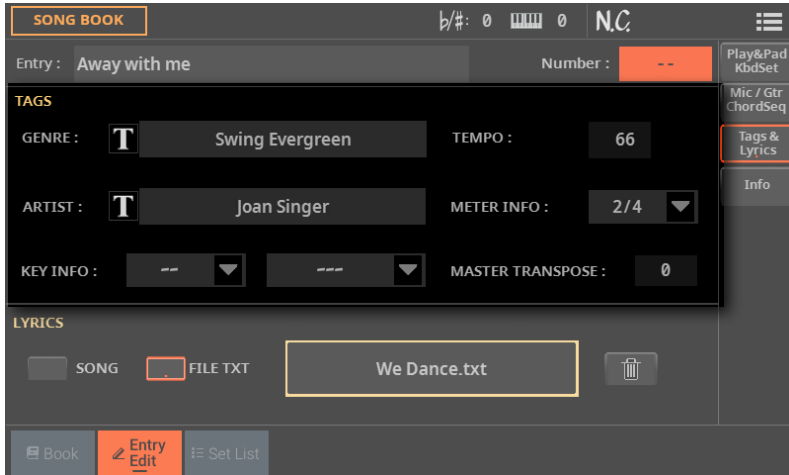 SONG BOOK ♭/♯: 0 0 N.C.
Entry : Away with me Number : --
Play&Pad
KbdSet
TAGS
Mic / Gtr
ChordSeq
GENRE : T Swing Evergreen TEMPO : 66
Tags &
Lyrics
Info
ARTIST : T Joan Singer METER INFO : 2/4
KEY INFO : -- --- MASTER TRANSPOSE : 0
LYRICS
SONG FILE TXT We Dance.txt
Book Entry
Edit Set List